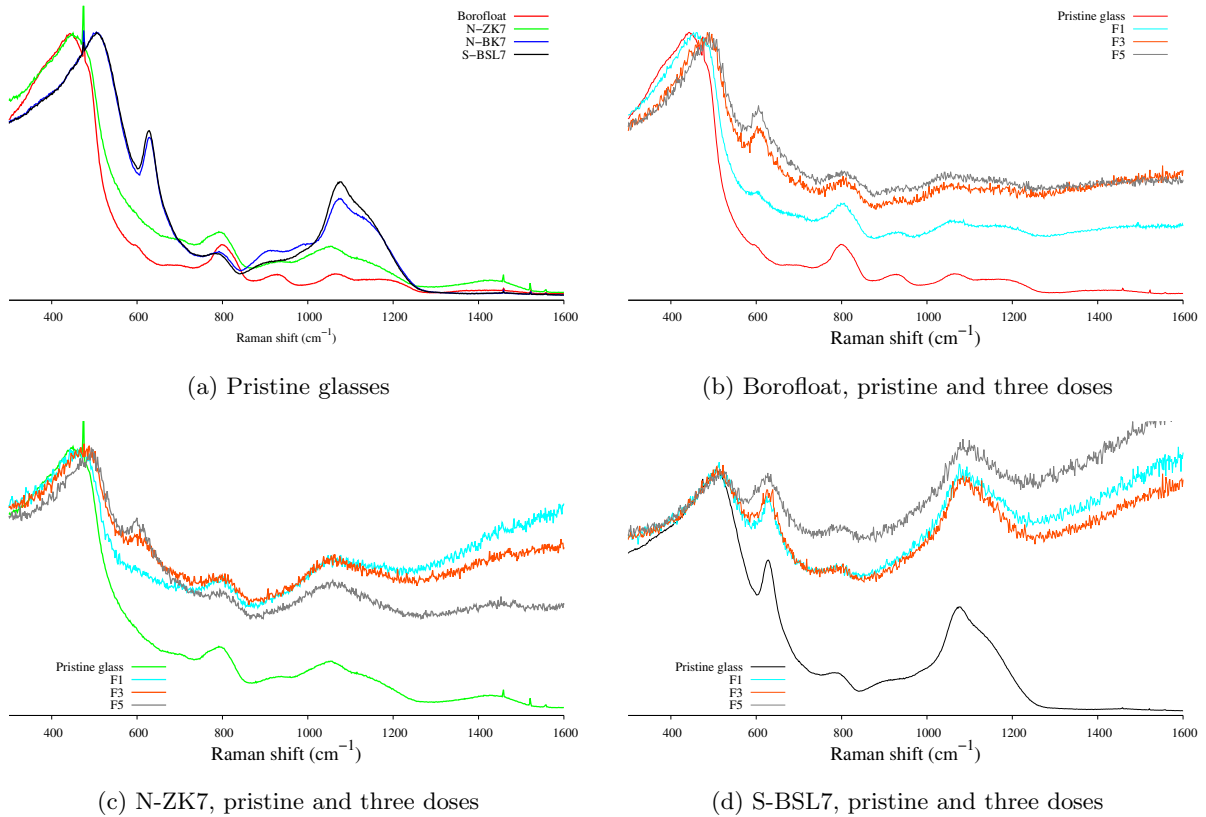 Borofloat
N-ZK7
N-BK7
S-BSL7
400 600 800 1000 1200 1400 1600
Raman shift (cm⁻¹)
(a) Pristine glasses
Pristine glass
F1
F3
F5
400 600 800 1000 1200 1400 1600
Raman shift (cm⁻¹)
(b) Borofloat, pristine and three doses
Pristine glass
F1
F3
F5
400 600 800 1000 1200 1400 1600
Raman shift (cm⁻¹)
(c) N-ZK7, pristine and three doses
Pristine glass
F1
F3
F5
400 600 800 1000 1200 1400 1600
Raman shift (cm⁻¹)
(d) S-BSL7, pristine and three doses